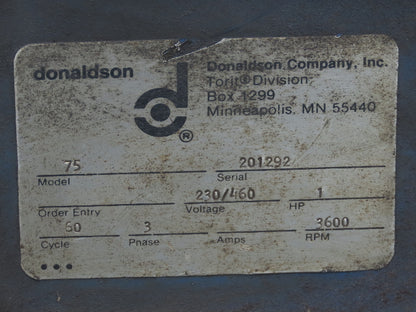 donaldson
Donaldson Company, Inc.
Torit® Division
Box 1299
Minneapolis, MN 55440
®
75 201292
Model Serial
230/460 1
Order Entry Voltage HP
60 3 3600
Cycle Phase Amps RPM